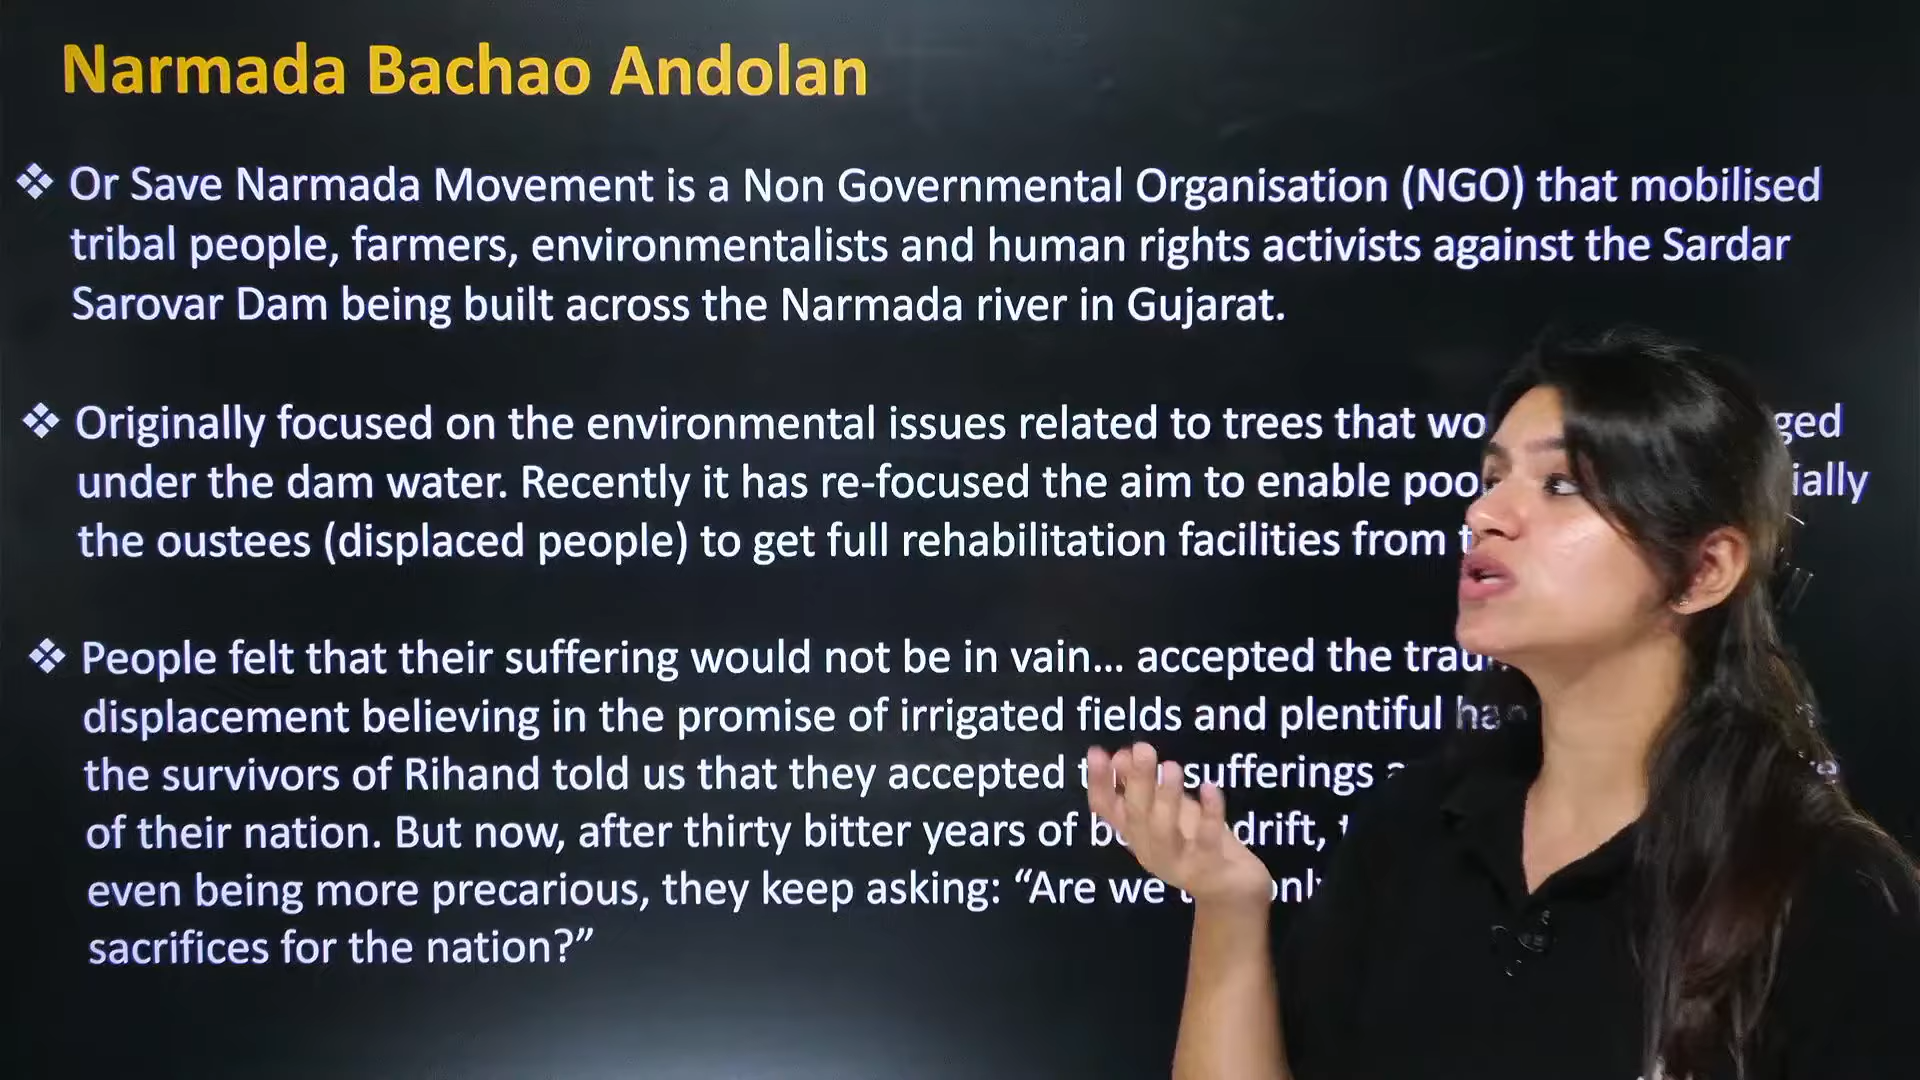 Narmada Bachao Andolan
❖ Or Save Narmada Movement is a Non Governmental Organisation (NGO) that mobilised
tribal people, farmers, environmentalists and human rights activists against the Sardar
Sarovar Dam being built across the Narmada river in Gujarat.
❖ Originally focused on the environmental issues related to trees that
under the dam water. Recently it has re-focused the aim to enable
the oustees (displaced people) to get full rehabilitation facilities from
❖ People felt that their suffering would not be in vain... accepted the
displacement believing in the promise of irrigated fields and plentiful
the survivors of Rihand told us that they accepted sufferings
of their nation. But now, after thirty bitter years of drift,
even being more precarious, they keep asking: “Are we
sacrifices for the nation?”